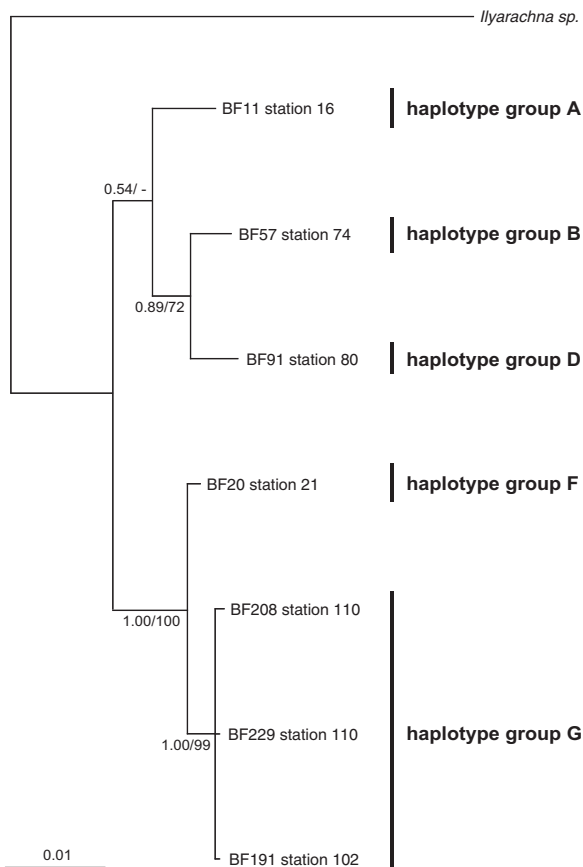 Ilyarachna sp.
BF11 station 16
haplotype group A
0.54/ -
BF57 station 74
haplotype group B
0.89/72
BF91 station 80
haplotype group D
BF20 station 21
haplotype group F
BF208 station 110
1.00/100
BF229 station 110
haplotype group G
1.00/99
0.01
BF191 station 102